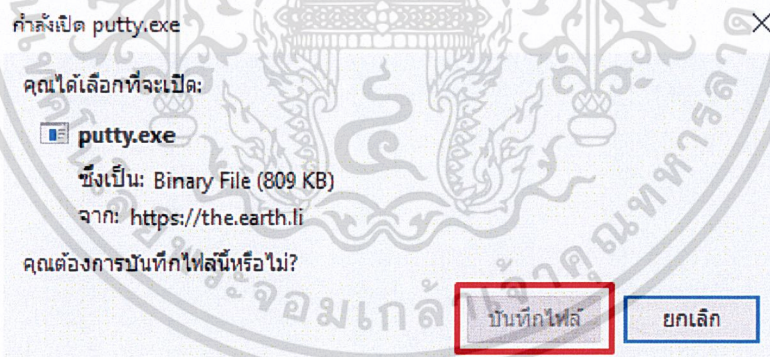 กำลังเปิด putty.exe
คุณได้เลือกที่จะเปิด:
putty.exe
ซึ่งเป็น: Binary File (809 KB)
จาก: https://the.earth.li
คุณต้องการบันทึกไฟล์นี้หรือไม่?
บันทึกไฟล์
ยกเลิก